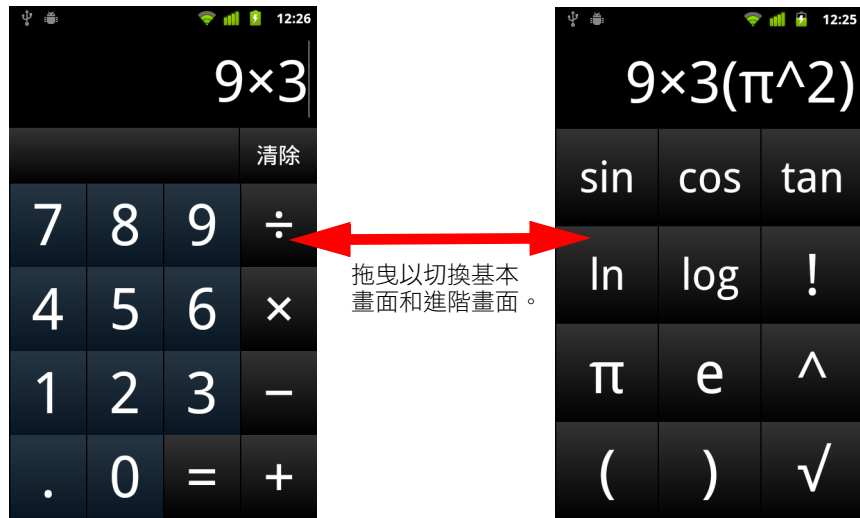 12:26
9×3
清除
7 8 9 ÷
4 5 6 ×
1 2 3 −
. 0 = +
拖曳以切換基本
畫面和進階畫面。
12:25
9×3(π^2)
sin cos tan
ln log !
π e ^
( ) √